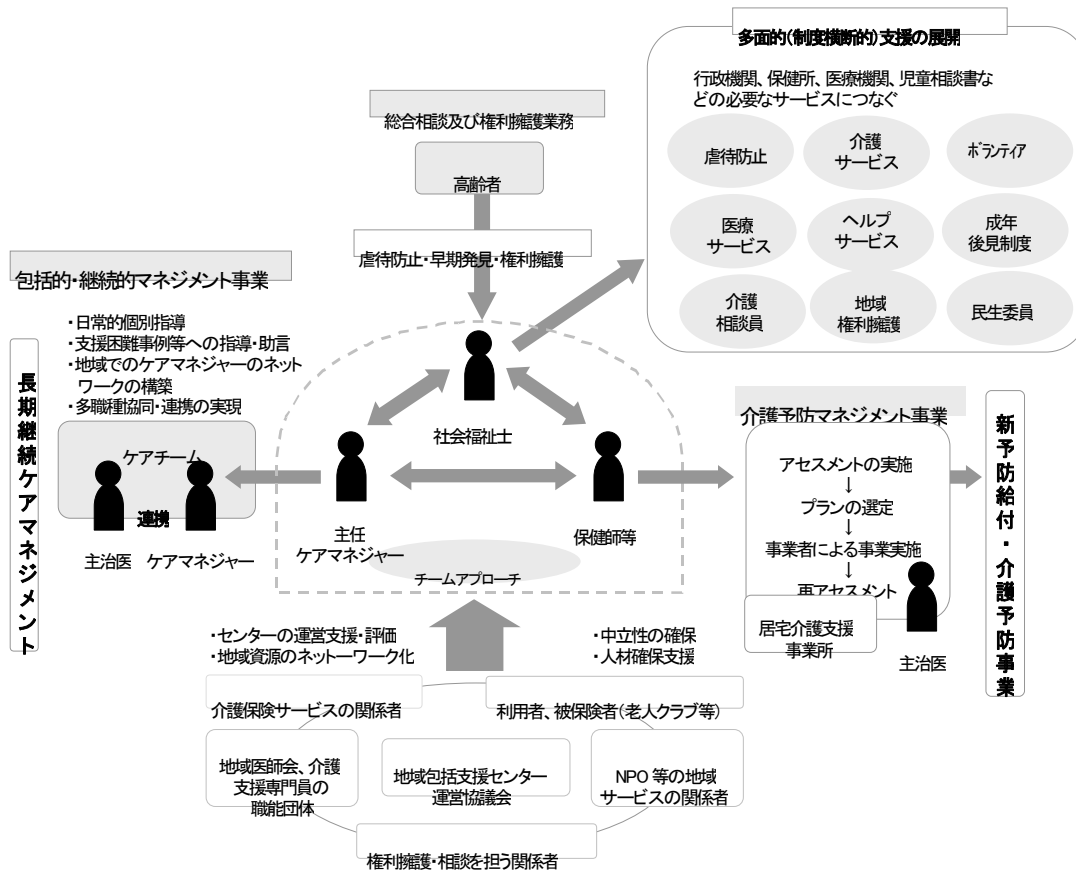 多面的(制度横断的)支援の展開
行政機関、保健所、医療機関、児童相談書な
どの必要なサービスにつなぐ
虐待防止
介護
サービス
ボランティア
医療
サービス
ヘルプ
サービス
成年
後見制度
介護
相談員
地域
権利擁護
民生委員
総合相談及び権利擁護業務
高齢者
虐待防止・早期発見・権利擁護
包括的・継続的マネジメント事業
・日常的個別指導
・支援困難事例等への指導・助言
・地域でのケアマネジャーのネット
ワークの構築
・多職種協同・連携の実現
長期継続ケアマネジメント
ケアチーム
連携
主治医
ケアマネジャー
社会福祉士
主任
ケアマネジャー
保健師等
チームアプローチ
介護予防マネジメント事業
アセスメントの実施
↓
プランの選定
↓
事業者による事業実施
↓
再アセスメント
居宅介護支援
事業所
主治医
新予防給付・介護予防事業
・センターの運営支援・評価
・地域資源のネットーワーク化
・中立性の確保
・人材確保支援
介護保険サービスの関係者
利用者、被保険者(老人クラブ等)
地域医師会、介護
支援専門員の
職能団体
地域包括支援センター
運営協議会
NPO 等の地域
サービスの関係者
権利擁護・相談を担う関係者